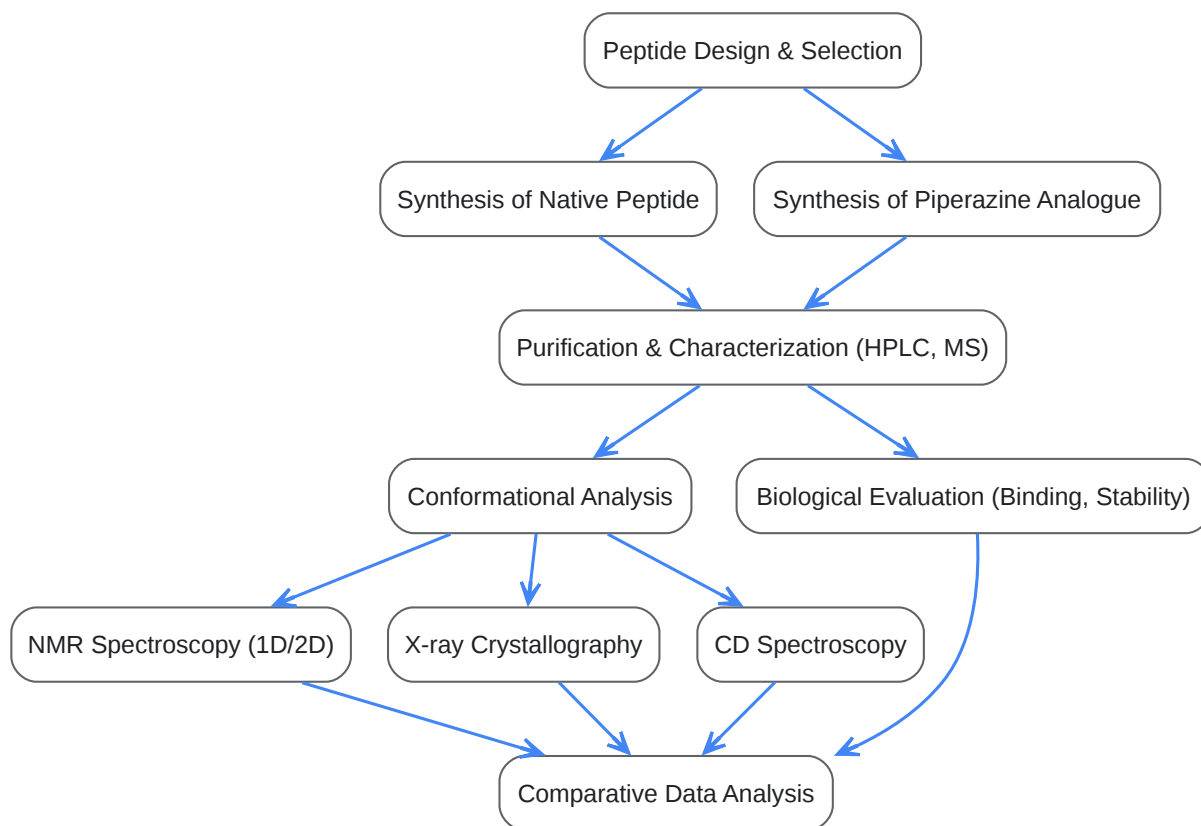 Peptide Design & Selection
Synthesis of Native Peptide
Synthesis of Piperazine Analogue
Purification & Characterization (HPLC, MS)
Conformational Analysis
Biological Evaluation (Binding, Stability)
NMR Spectroscopy (1D/2D)
X-ray Crystallography
CD Spectroscopy
Comparative Data Analysis